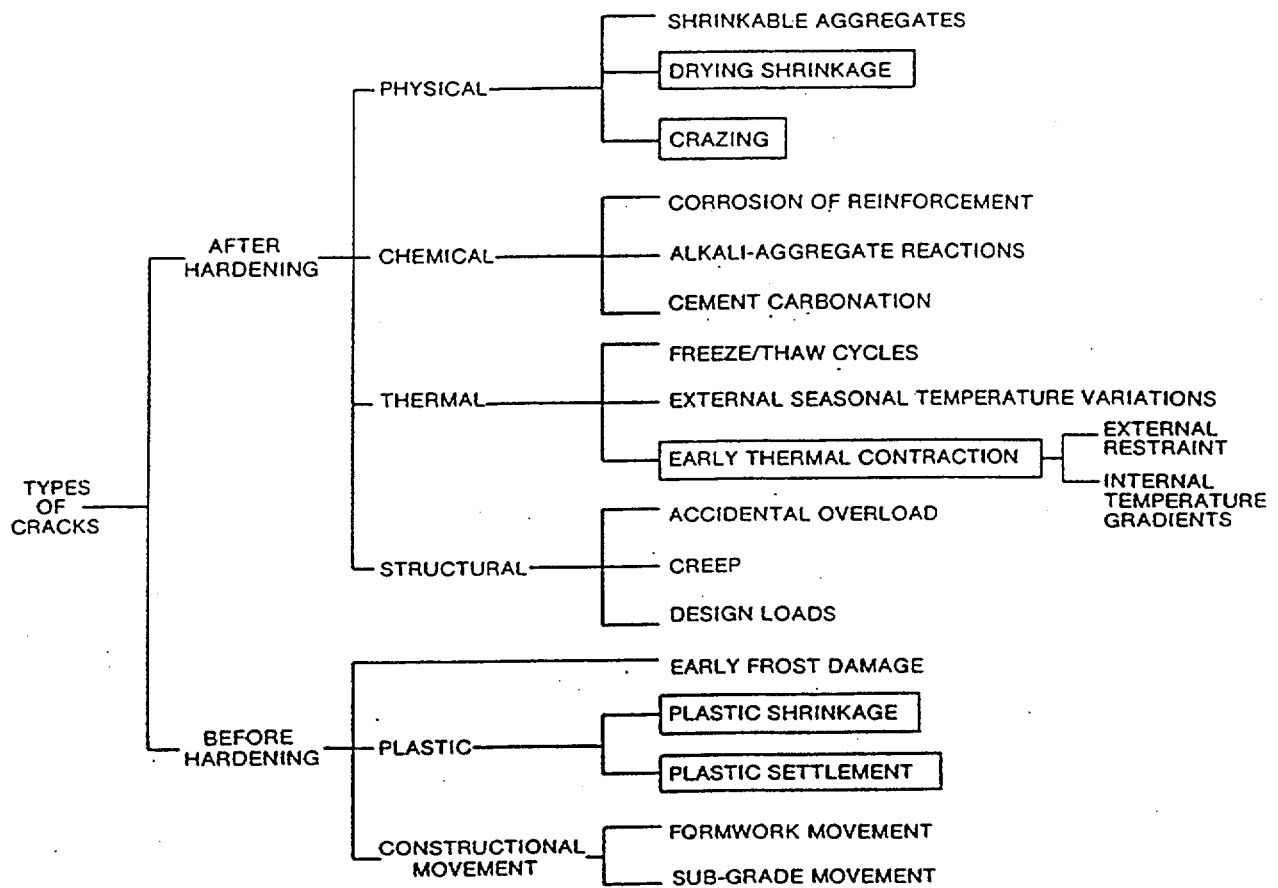 SHRINKABLE AGGREGATES
DRYING SHRINKAGE
PHYSICAL
CRAZING
CORROSION OF REINFORCEMENT
AFTER
HARDENING
CHEMICAL
ALKALI-AGGREGATE REACTIONS
CEMENT CARBONATION
FREEZE/THAW CYCLES
THERMAL
EXTERNAL SEASONAL TEMPERATURE VARIATIONS
EARLY THERMAL CONTRACTION
EXTERNAL
RESTRAINT
INTERNAL
TEMPERATURE
GRADIENTS
TYPES
OF
CRACKS
ACCIDENTAL OVERLOAD
STRUCTURAL
CREEP
DESIGN LOADS
EARLY FROST DAMAGE
PLASTIC SHRINKAGE
BEFORE
HARDENING
PLASTIC
PLASTIC SETTLEMENT
FORMWORK MOVEMENT
CONSTRUCTIONAL
MOVEMENT
SUB-GRADE MOVEMENT